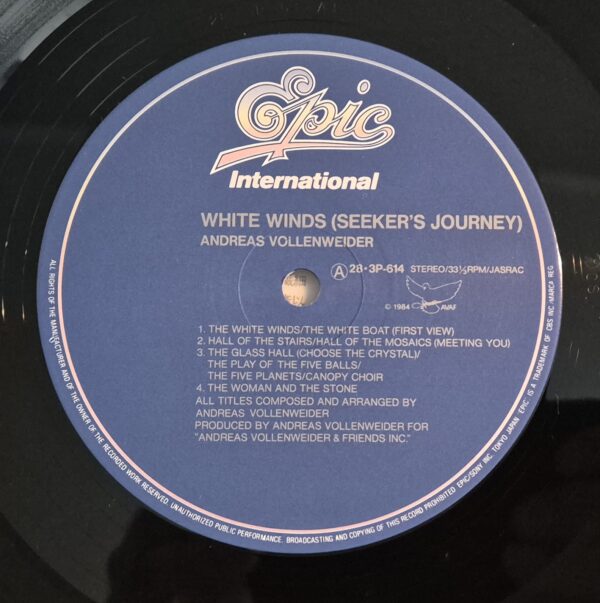 Epic
International
WHITE WINDS (SEEKER'S JOURNEY)
ANDREAS VOLLENWEIDER
A 28・3P-614 STEREO/33⅓RPM/JASRAC
© 1984 AVAF
1. THE WHITE WINDS/THE WHITE BOAT (FIRST VIEW)
2. HALL OF THE STAIRS/HALL OF THE MOSAICS (MEETING YOU)
3. THE GLASS HALL (CHOOSE THE CRYSTAL)/
THE PLAY OF THE FIVE BALLS/
THE FIVE PLANETS/CANOPY CHOIR
4. THE WOMAN AND THE STONE
ALL TITLES COMPOSED AND ARRANGED BY
ANDREAS VOLLENWEIDER
PRODUCED BY ANDREAS VOLLENWEIDER FOR
"ANDREAS VOLLENWEIDER & FRIENDS INC."
ALL RIGHTS OF THE MANUFACTURER AND OF THE OWNER OF THE RECORDED WORK RESERVED. UNAUTHORIZED PUBLIC PERFORMANCE, BROADCASTING AND COPYING OF THIS RECORD PROHIBITED EPIC/SONY INC. TOKYO JAPAN EPIC IS A TRADEMARK OF CBS INC./MARCA REG.